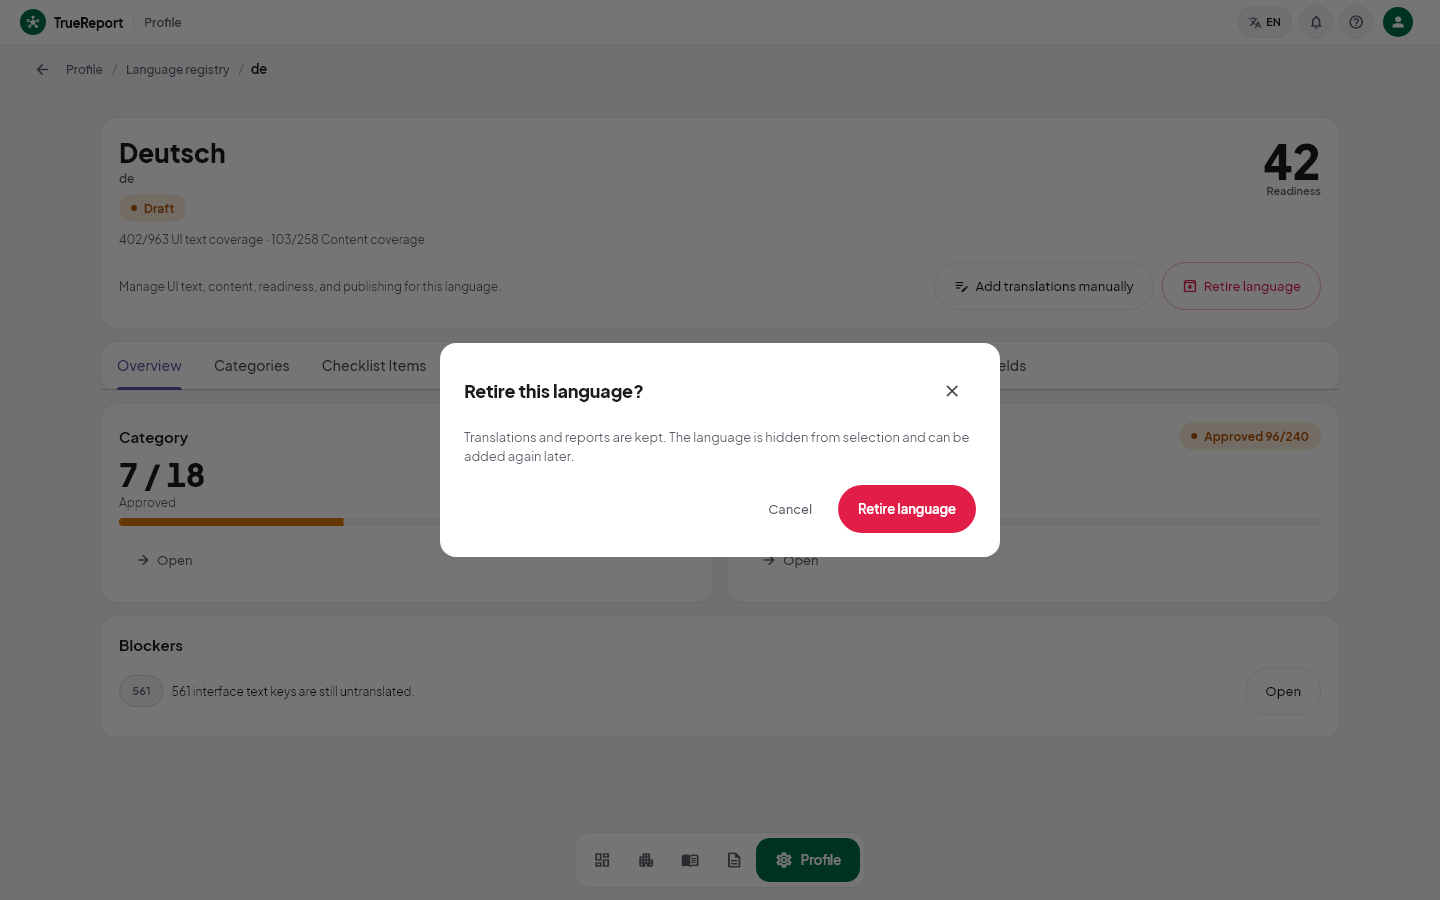 TrueReport
Profile
EN
Profile / Language registry / de
Deutsch
de
Draft
402/963 UI text coverage · 103/258 Content coverage
Manage UI text, content, readiness, and publishing for this language.
42
Readiness
Add translations manually
Retire language
Overview
Categories
Checklist Items
Category
7 / 18
Approved
Open
Approved 96/240
Open
Retire this language?
Translations and reports are kept. The language is hidden from selection and can be
added again later.
Cancel
Retire language
Blockers
561
561 interface text keys are still untranslated.
Open
Profile